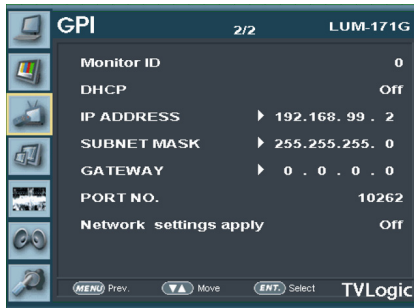 GPI 2/2 LUM-171G
Monitor ID 0
DHCP Off
IP ADDRESS 192.168. 99 . 2
SUBNET MASK 255.255.255. 0
GATEWAY 0 . 0 . 0 . 0
PORT NO. 10262
Network settings apply Off
MENU Prev. ▼▲ Move ENT. Select TVLogic